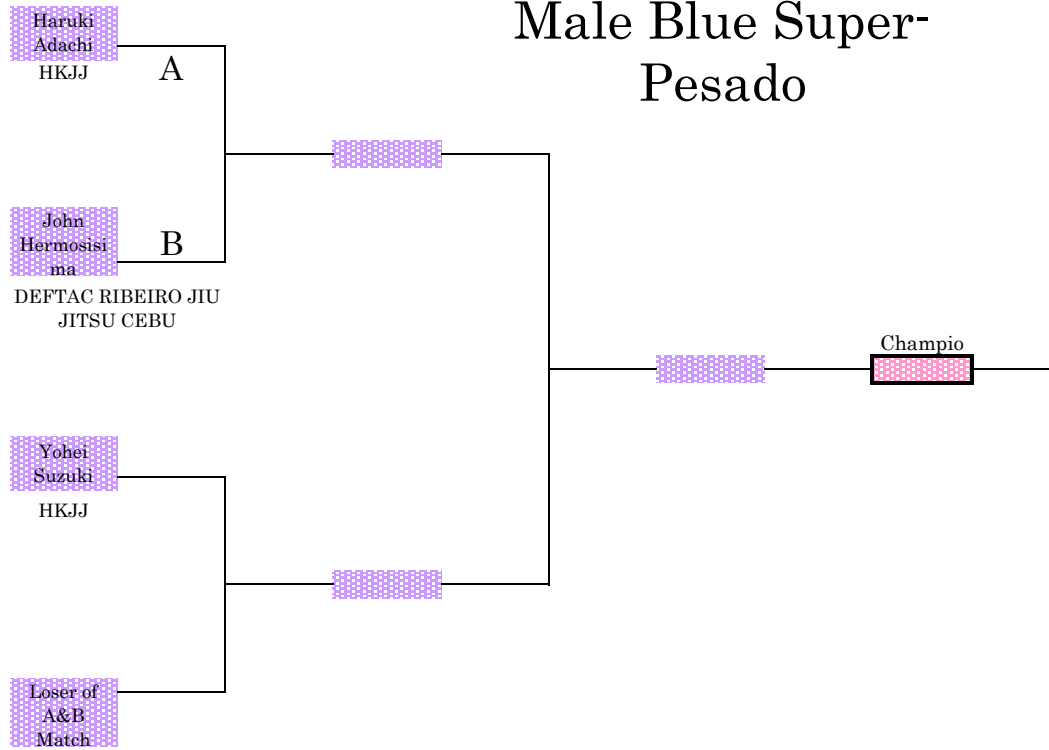 Male Blue Super-
Pesado
Haruki
Adachi
HKJJ
A
John
Hermosisi
ma
B
DEFTAC RIBEIRO JIU
JITSU CEBU
Champio
Yohei
Suzuki
HKJJ
Loser of
A&B
Match